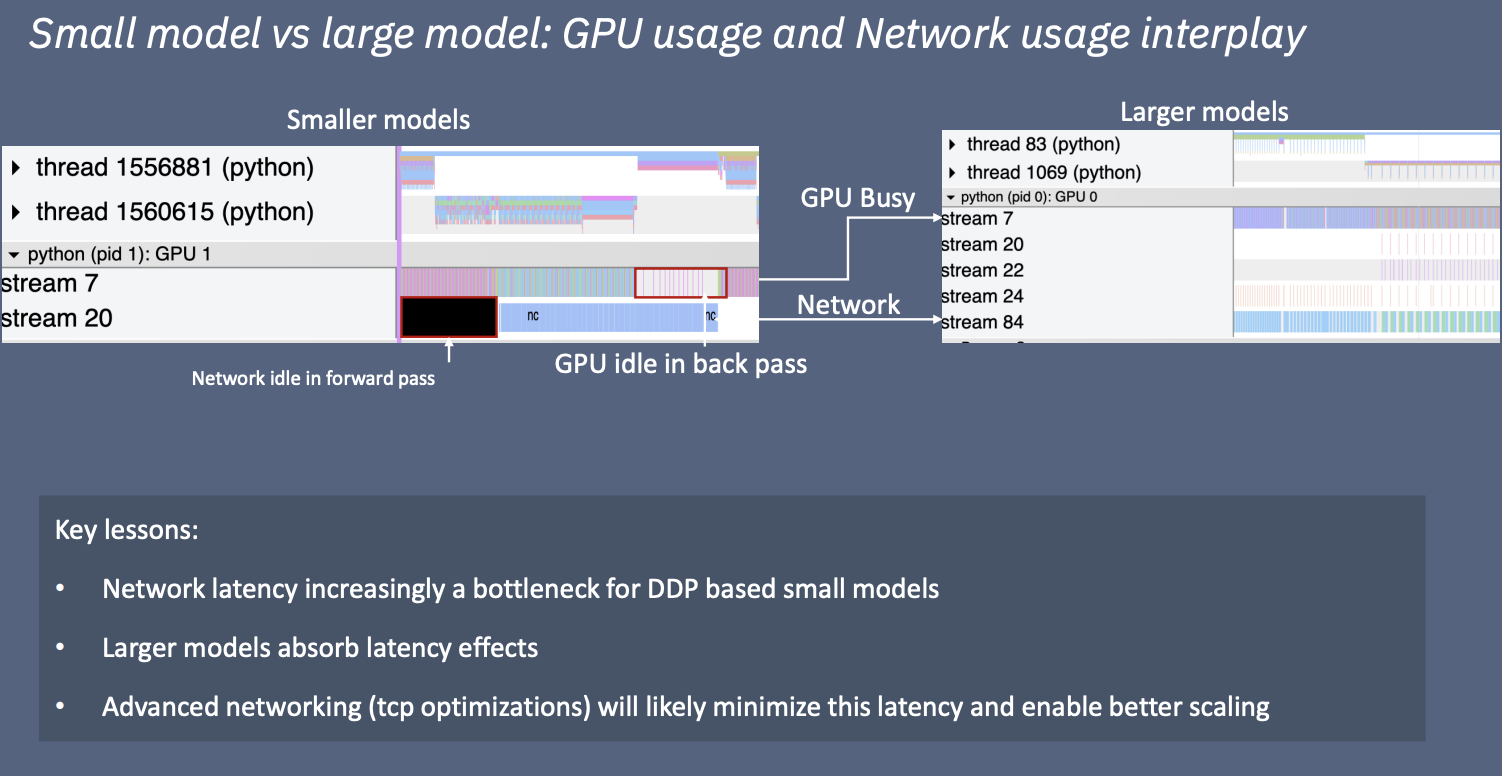 Small model vs large model: GPU usage and Network usage interplay
Smaller models
thread 1556881 (python)
thread 1560615 (python)
python (pid 1): GPU 1
stream 7
stream 20
nc
nc
Network idle in forward pass
GPU idle in back pass
GPU Busy
Network
Larger models
thread 83 (python)
thread 1069 (python)
python (pid 0): GPU 0
stream 7
stream 20
stream 22
stream 24
stream 84
Key lessons:
• Network latency increasingly a bottleneck for DDP based small models
• Larger models absorb latency effects
• Advanced networking (tcp optimizations) will likely minimize this latency and enable better scaling